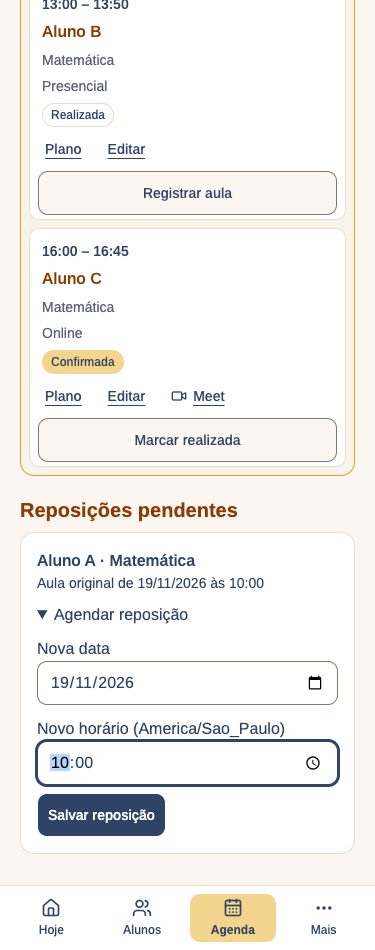 13:00 – 13:50
Aluno B
Matemática
Presencial
Realizada
Plano Editar
Registrar aula
16:00 – 16:45
Aluno C
Matemática
Online
Confirmada
Plano Editar Meet
Marcar realizada
Reposições pendentes
Aluno A · Matemática
Aula original de 19/11/2026 às 10:00
▼ Agendar reposição
Nova data
19/11/2026
Novo horário (America/Sao_Paulo)
10:00
Salvar reposição
Hoje Alunos Agenda Mais